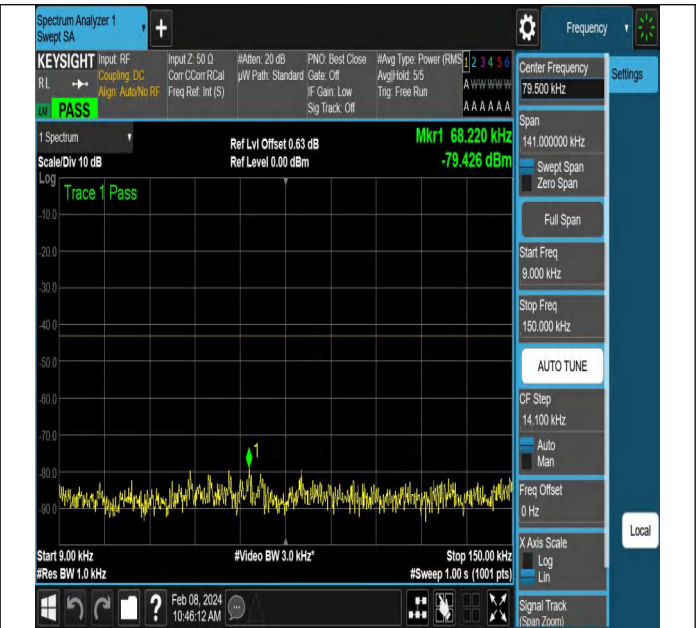 Spectrum Analyzer 1
Swept SA
+
Frequency
KEYSIGHT
RL
PASS
Input: RF
Coupling: DC
Align: Auto/No RF
Input Z: 50 Ω
Corr CCorr RCal
Freq Ref: Int (S)
#Atten: 20 dB
µW Path: Standard
PNO: Best Close
Gate: Off
IF Gain: Low
Sig Track: Off
#Avg Type: Power (RMS
Avg|Hold: 5/5
Trig: Free Run
1 2 3 4 5 6
A W W W W W
A A A A A A
1 Spectrum
Scale/Div 10 dB
Ref Lvl Offset 0.63 dB
Ref Level 0.00 dBm
Mkr1 68.220 kHz
-79.426 dBm
Log
Trace 1 Pass
-10.0
-20.0
-30.0
-40.0
-50.0
-60.0
-70.0
-80.0
-90.0
1
Start 9.00 kHz
#Res BW 1.0 kHz
#Video BW 3.0 kHz*
Stop 150.00 kHz
#Sweep 1.00 s (1001 pts)
Feb 08, 2024
10:46:12 AM
?
Center Frequency
79.500 kHz
Settings
Span
141.000000 kHz
Swept Span
Zero Span
Full Span
Start Freq
9.000 kHz
Stop Freq
150.000 kHz
AUTO TUNE
CF Step
14.100 kHz
Auto
Man
Freq Offset
0 Hz
X Axis Scale
Log
Lin
Local
Signal Track
(Span Zoom)